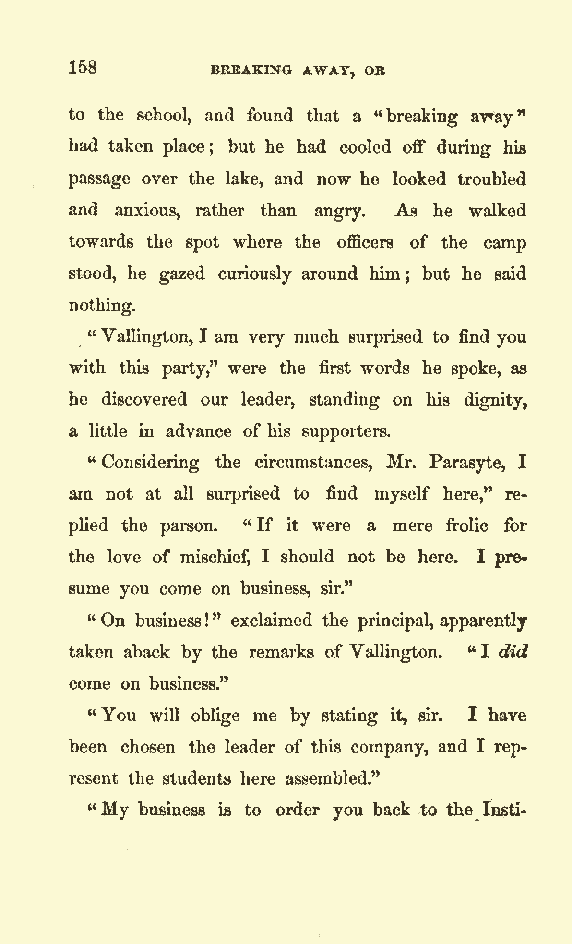 158 BREAKING AWAY, OR
to the school, and found that a "breaking away"
had taken place; but he had cooled off during his
passage over the lake, and now he looked troubled
and anxious, rather than angry. As he walked
towards the spot where the officers of the camp
stood, he gazed curiously around him; but he said
nothing.
"Vallington, I am very much surprised to find you
with this party," were the first words he spoke, as
he discovered our leader, standing on his dignity,
a little in advance of his supporters.
"Considering the circumstances, Mr. Parasyte, I
am not at all surprised to find myself here," re-
plied the parson. "If it were a mere frolic for
the love of mischief, I should not be here. I pre-
sume you come on business, sir."
"On business!" exclaimed the principal, apparently
taken aback by the remarks of Vallington. "I did
come on business."
"You will oblige me by stating it, sir. I have
been chosen the leader of this company, and I rep-
resent the students here assembled."
"My business is to order you back to the Insti-